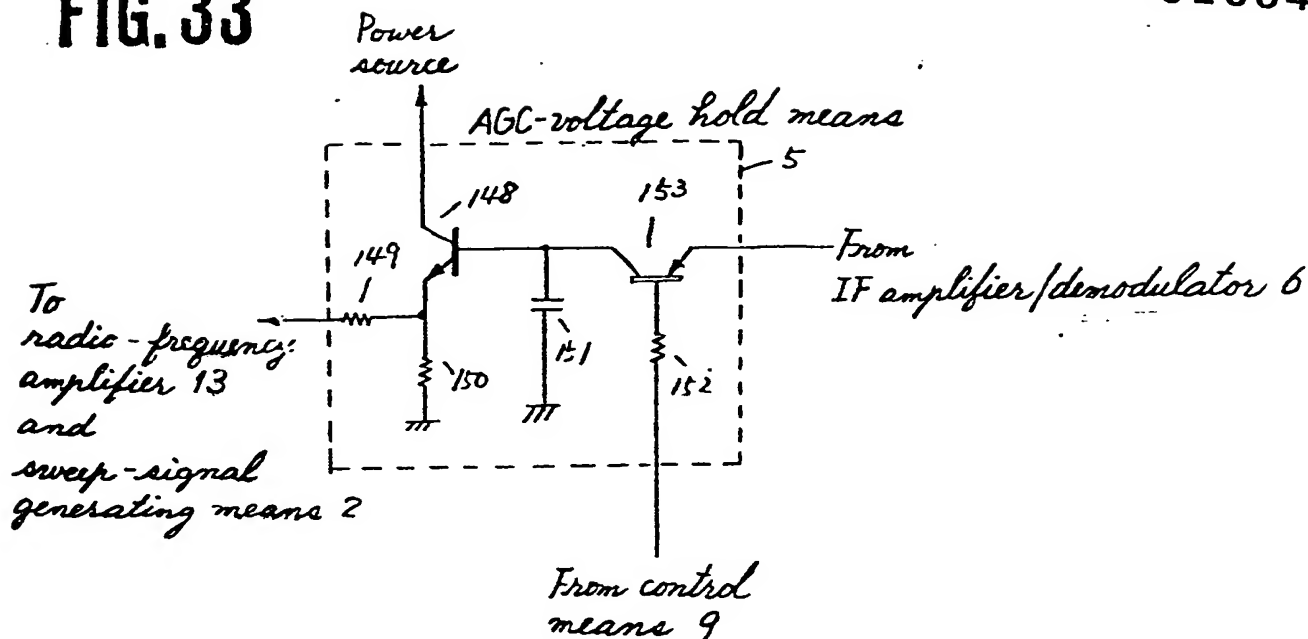 FIG. 33
Power
source
AGC-voltage hold means
5
148
153
149
From
IF amplifier/demodulator 6
To
radio-frequency
amplifier 13
and
sweep-signal
generating means 2
150
151
152
From control
means 9